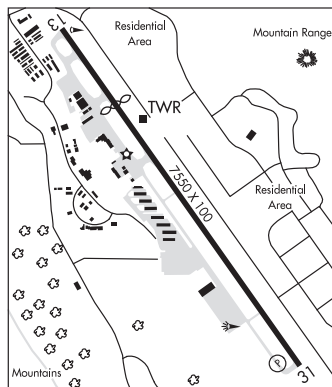 13
Residential
Area
Mountain Range
TWR
7550 X 100
Residential
Area
Mountains
P
31